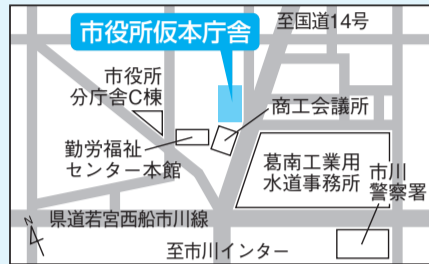 至国道14号
市役所仮本庁舎
市役所
分庁舎C棟
商工会議所
勤労福祉
センター本館
葛南工業用
水道事務所
市川
警察署
N
県道若宮西船市川線
至市川インター